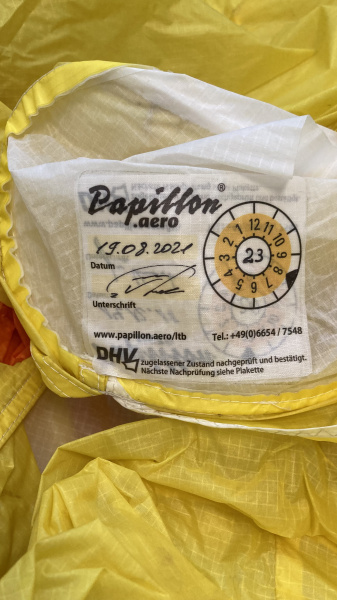 Papillon®
.aero
19.08.2021
Datum
Unterschrift
1 12 11 10 9 8 7 6 5 4 3 2
23
www.papillon.aero/ltb
Tel.: +49(0)6654 / 7548
DHV zugelassener Zustand nachgeprüft und bestätigt.
Nächste Nachprüfung siehe Plakette